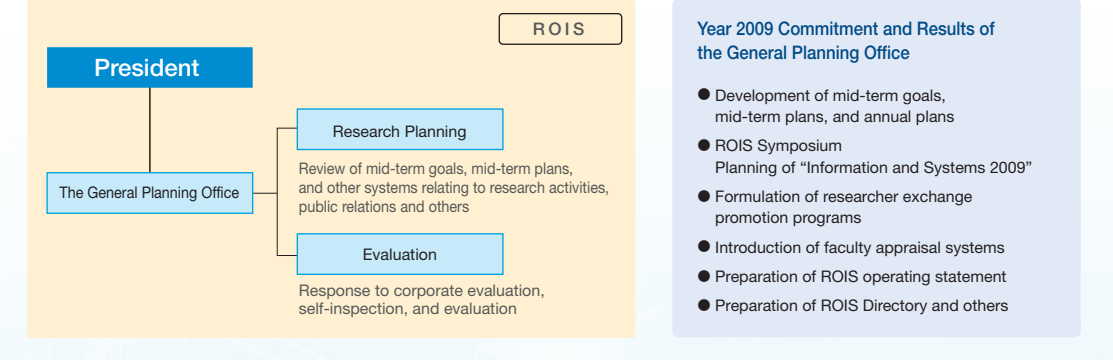 ROIS
President
The General Planning Office
Research Planning
Review of mid-term goals, mid-term plans,
and other systems relating to research activities,
public relations and others
Evaluation
Response to corporate evaluation,
self-inspection, and evaluation
Year 2009 Commitment and Results of
the General Planning Office
● Development of mid-term goals,
mid-term plans, and annual plans
● ROIS Symposium
Planning of “Information and Systems 2009”
● Formulation of researcher exchange
promotion programs
● Introduction of faculty appraisal systems
● Preparation of ROIS operating statement
● Preparation of ROIS Directory and others